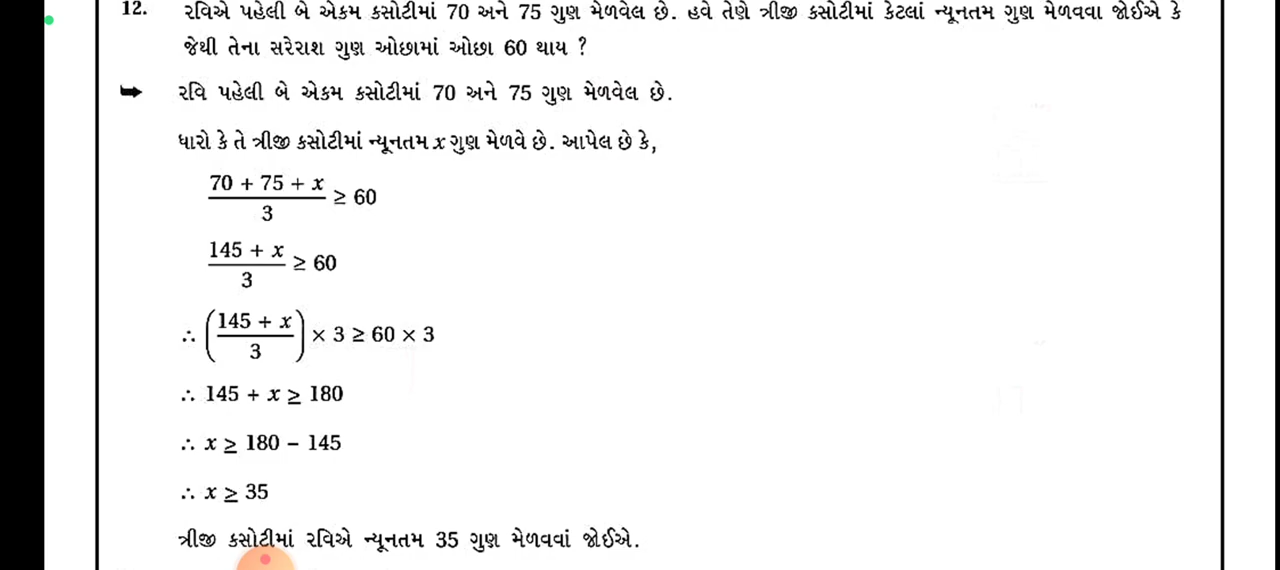 12. રવિએ પહેલી બે એકમ કસોટીમાં 70 અને 75 ગુણ મેળવેલ છે. હવે તેણે ત્રીજી કસોટીમાં કેટલાં ન્યૂનતમ ગુણ મેળવવા જોઈએ કે
જેથી તેના સરેરાશ ગુણ ઓછામાં ઓછા 60 થાય ?
➥ રવિ પહેલી બે એકમ કસોટીમાં 70 અને 75 ગુણ મેળવેલ છે.
ધારો કે તે ત્રીજી કસોટીમાં ન્યૂનતમ x ગુણ મેળવે છે. આપેલ છે કે,
(70 + 75 + x)/3 ≥ 60
(145 + x)/3 ≥ 60
∴ ((145 + x)/3) × 3 ≥ 60 × 3
∴ 145 + x ≥ 180
∴ x ≥ 180 − 145
∴ x ≥ 35
ત્રીજી કસોટીમાં રવિએ ન્યૂનતમ 35 ગુણ મેળવવાં જોઈએ.